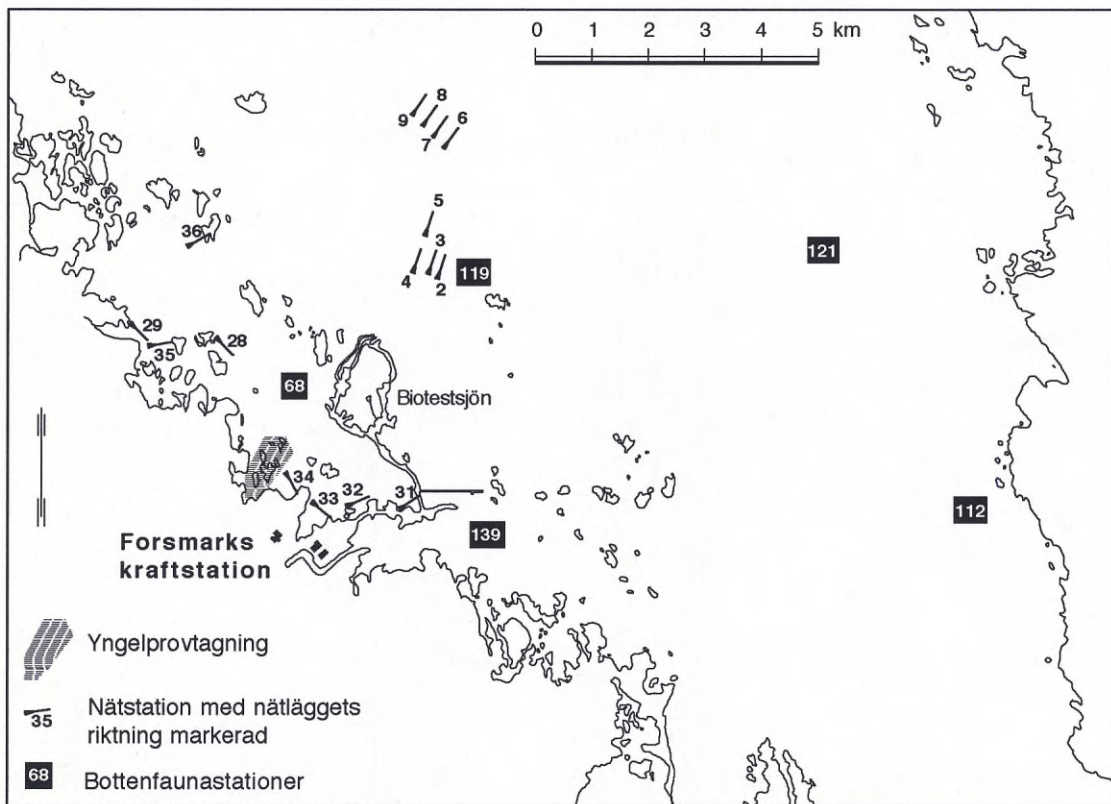 0 1 2 3 4 5 km
8
9 6
7
5
36
3
4 2
119
121
29
35 28
68
Biotestsjön
34
33 32 31
112
139
Forsmarks
kraftstation
Yngelprovtagning
35 Nätstation med nätläggets
riktning markerad
68 Bottenfaunastationer